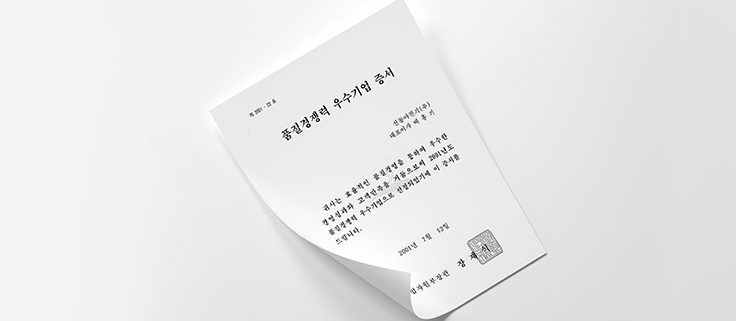 제 2001 - 22 호
품질경쟁력 우수기업 증서
신동아전기(주)
대표이사 이 홍 기
귀사는 효율적인 품질경영을 통하여 우수한
경영성과와 고객만족을 거둠으로써 2001년도
품질경쟁력 우수기업으로 선정되었기에 이 증서를
드립니다.
2001년 7월 12일
업자원부장관 장 재 식